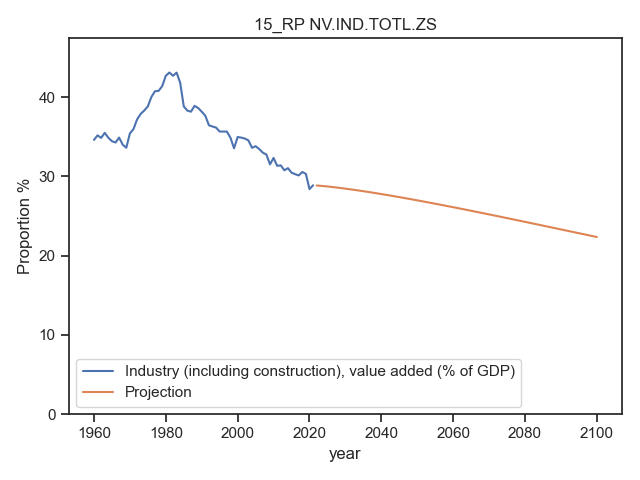 15_RP NV.IND.TOTL.ZS
Proportion %
40
30
20
10
0
Industry (including construction), value added (% of GDP)
Projection
1960 1980 2000 2020 2040 2060 2080 2100
year